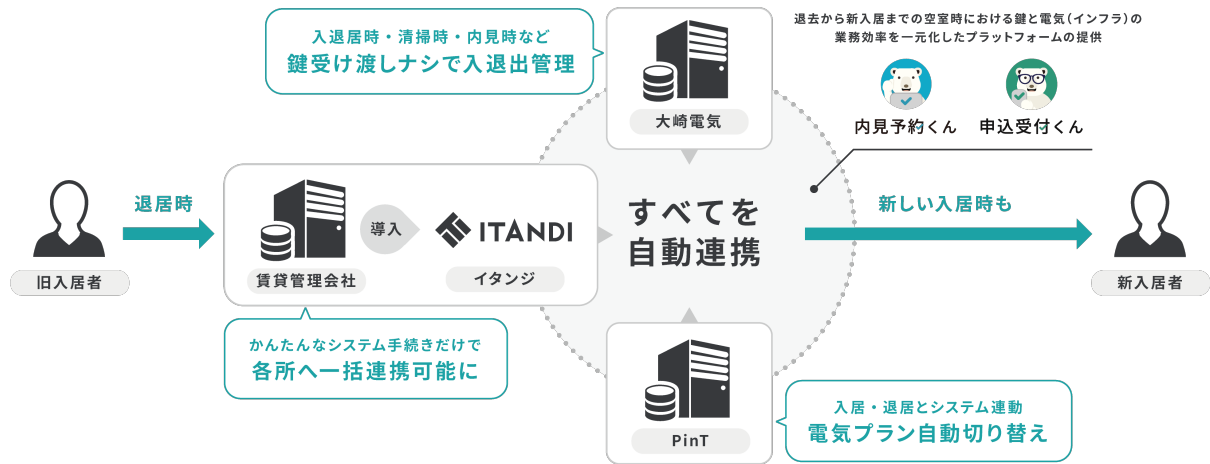 入退居時・清掃時・内見時など
鍵受け渡しナシで入退出管理
大崎電気
退去から新入居までの空室時における鍵と電気（インフラ）の
業務効率を一元化したプラットフォームの提供
内見予約くん
申込受付くん
旧入居者
退居時
賃貸管理会社
導入
ITANDI
イタンジ
すべてを
自動連携
新しい入居時も
新入居者
かんたんなシステム手続きだけで
各所へ一括連携可能に
PinT
入居・退居とシステム連動
電気プラン自動切り替え